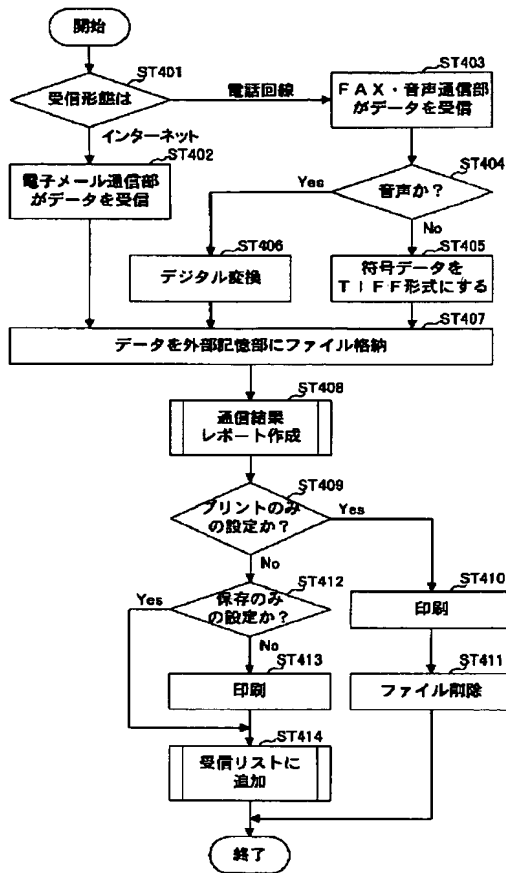 開始
ST401
受信形態は
電話回線
インターネット
ST402
電子メール通信部
がデータを受信
ST403
FAX・音声通信部
がデータを受信
ST404
音声か？
Yes
No
ST406
デジタル変換
ST405
符号データを
TIFF形式にする
ST407
データを外部記憶部にファイル格納
ST408
通信結果
レポート作成
ST409
プリントのみ
の設定か？
Yes
No
ST410
印刷
ST411
ファイル削除
ST412
保存のみ
の設定か？
Yes
No
ST413
印刷
ST414
受信リストに
追加
終了